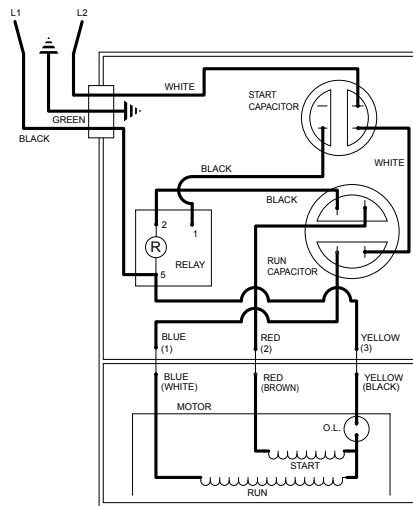 L1
L2
WHITE
GREEN
BLACK
START
CAPACITOR
BLACK
WHITE
BLACK
2
1
R
RELAY
5
RUN
CAPACITOR
BLUE
(1)
RED
(2)
YELLOW
(3)
BLUE
(WHITE)
RED
(BROWN)
YELLOW
(BLACK)
MOTOR
O.L.
START
RUN